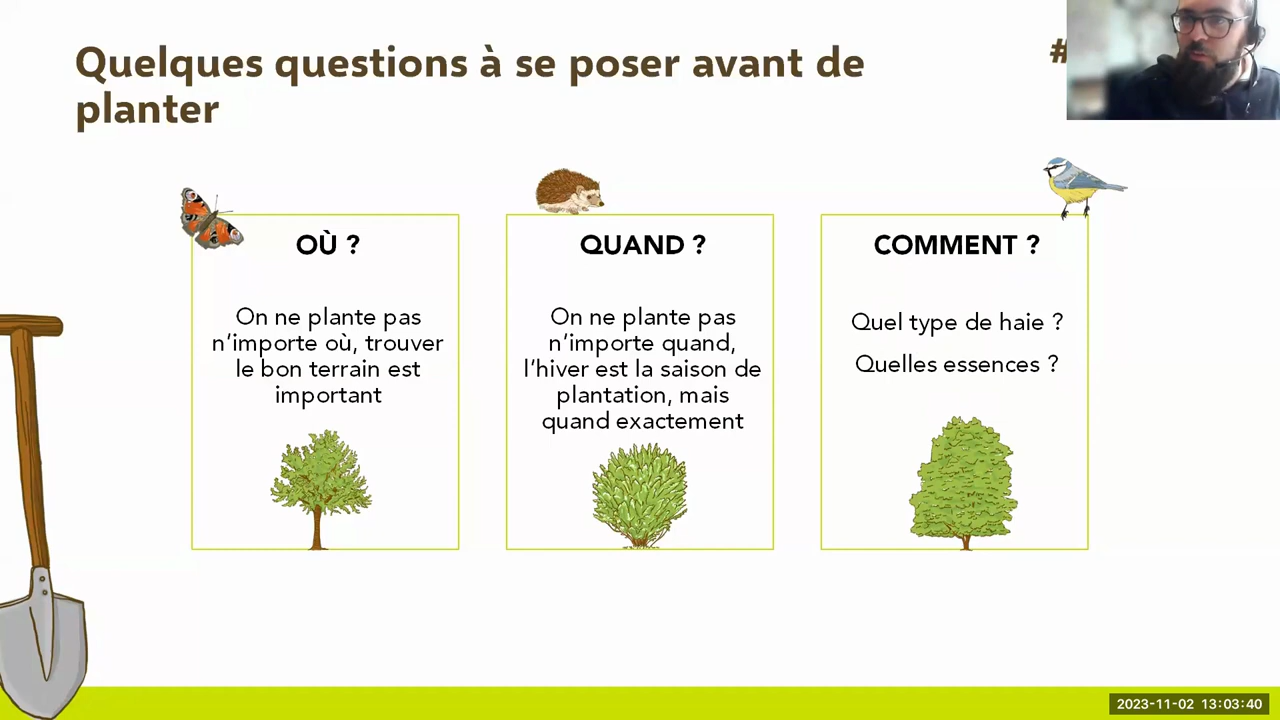 Quelques questions à se poser avant de
planter
#
OÙ ?
On ne plante pas
n’importe où, trouver
le bon terrain est
important
QUAND ?
On ne plante pas
n’importe quand,
l’hiver est la saison de
plantation, mais
quand exactement
COMMENT ?
Quel type de haie ?
Quelles essences ?
2023-11-02 13:03:40